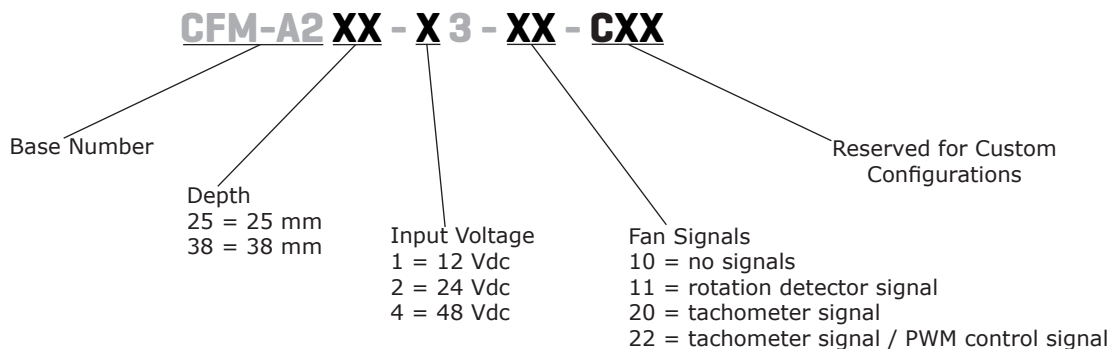 CFM-A2 XX - X 3 - XX - CXX
Base Number
Depth
25 = 25 mm
38 = 38 mm
Input Voltage
1 = 12 Vdc
2 = 24 Vdc
4 = 48 Vdc
Fan Signals
10 = no signals
11 = rotation detector signal
20 = tachometer signal
22 = tachometer signal / PWM control signal
Reserved for Custom
Configurations